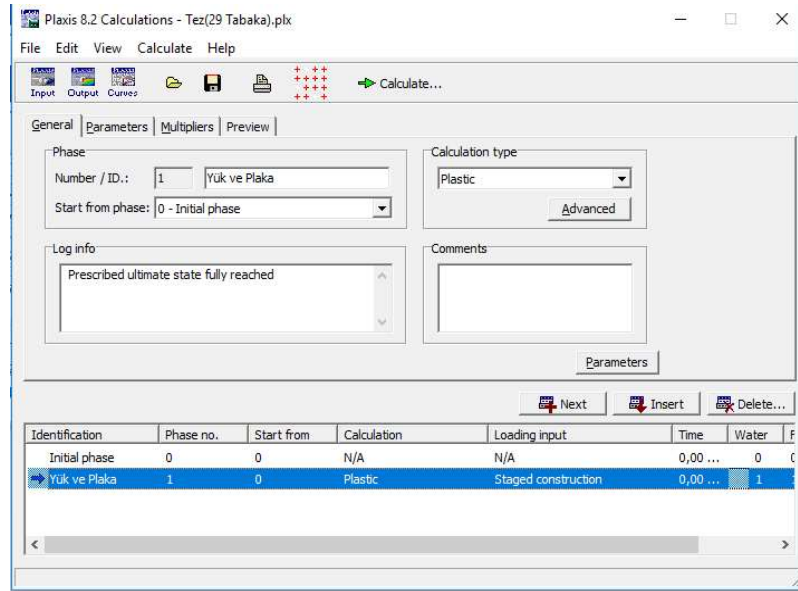 Plaxis 8.2 Calculations - Tez(29 Tabaka).plx
File Edit View Calculate Help
Input Output Curves Calculate...
General Parameters Multipliers Preview
Phase
Number / ID.: 1 Yük ve Plaka
Start from phase: 0 - Initial phase
Calculation type
Plastic
Advanced
Log info
Prescribed ultimate state fully reached
Comments
Parameters
Next Insert Delete...
Identification Phase no. Start from Calculation Loading input Time Water F
Initial phase 0 0 N/A N/A 0,00 ... 0
Yük ve Plaka 1 0 Plastic Staged construction 0,00 ... 1